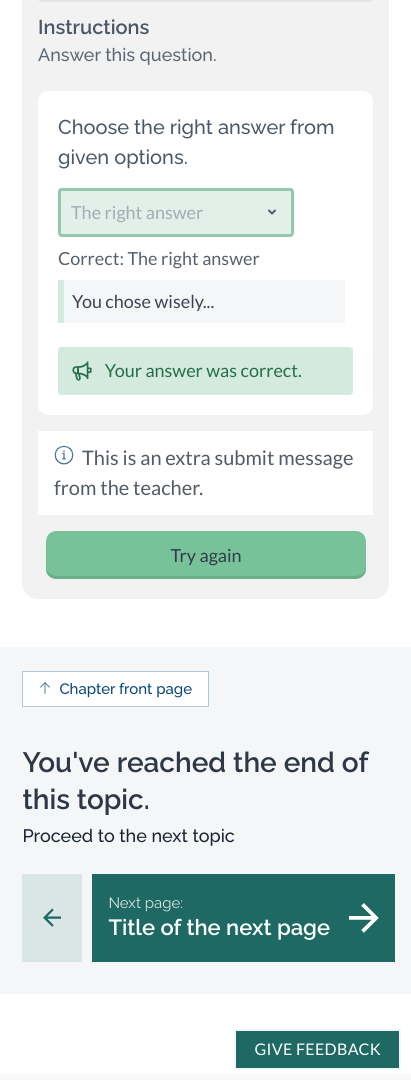 Instructions
Answer this question.
Choose the right answer from
given options.
The right answer
Correct: The right answer
You chose wisely...
Your answer was correct.
This is an extra submit message
from the teacher.
Try again
Chapter front page
You've reached the end of
this topic.
Proceed to the next topic
Next page:
Title of the next page
GIVE FEEDBACK